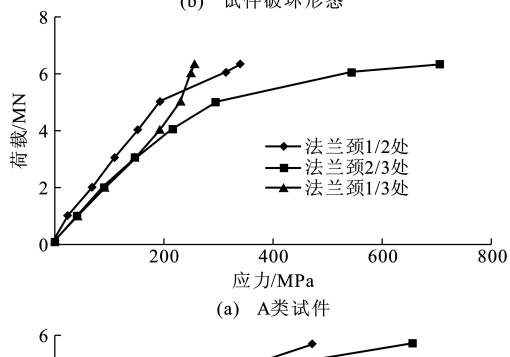 (b) 试件破坏形态
8
6
4
2
0
荷载/MN
法兰颈1/2处
法兰颈2/3处
法兰颈1/3处
200 400 600 800
应力/MPa
(a) A类试件
6